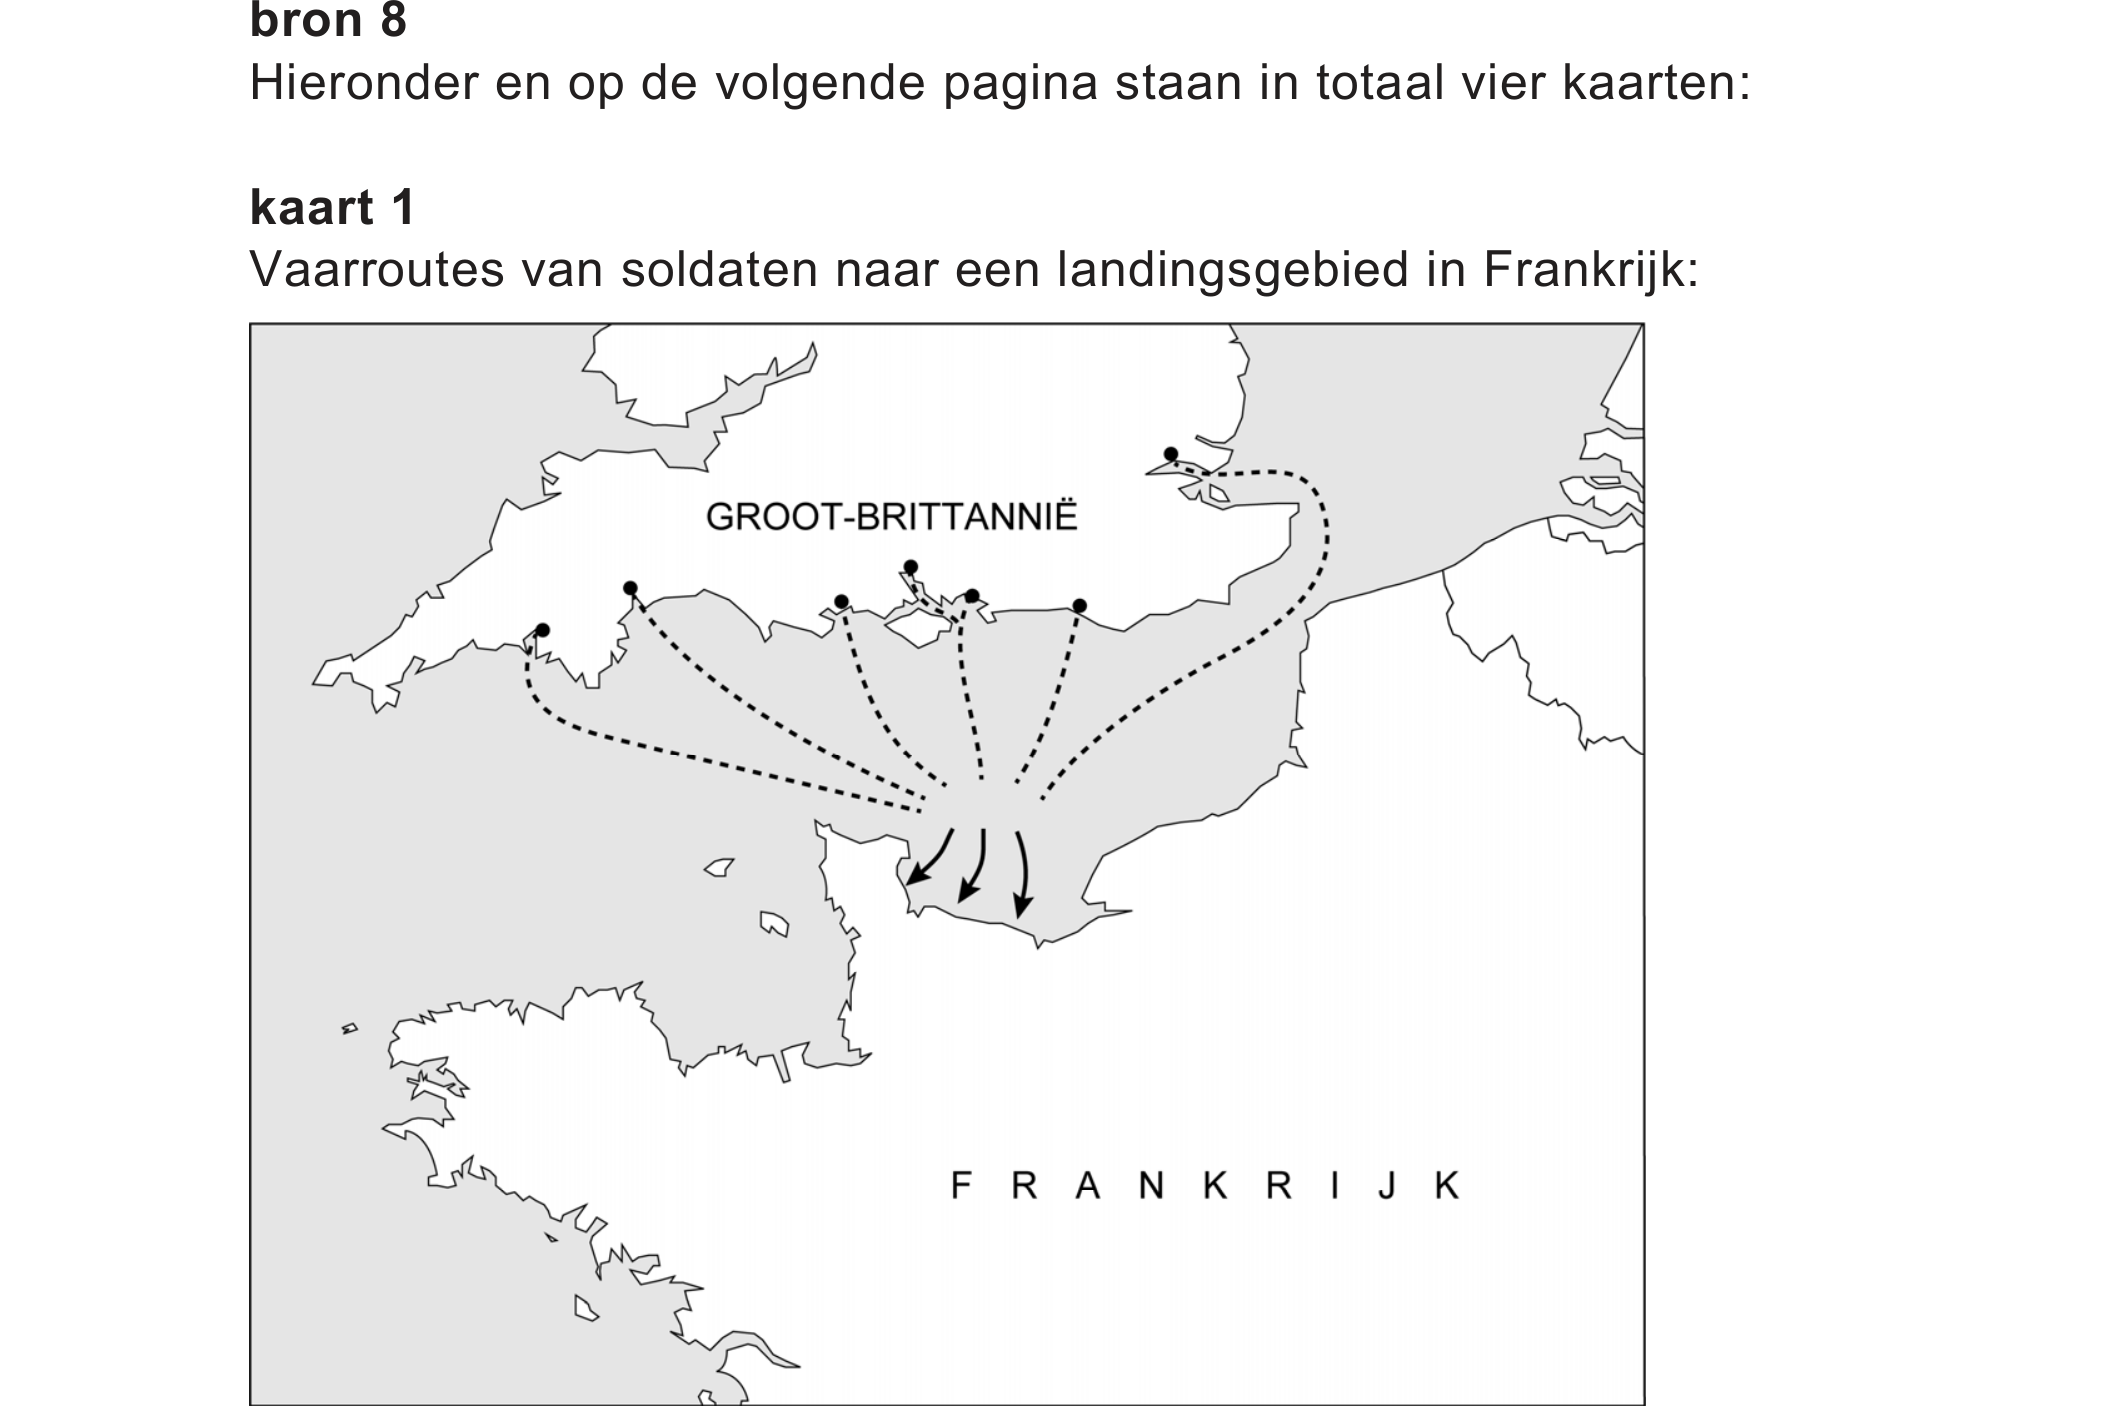 bron 8
Hieronder en op de volgende pagina staan in totaal vier kaarten:
kaart 1
Vaarroutes van soldaten naar een landingsgebied in Frankrijk:
GROOT-BRITTANNIË
FRANKRIJK